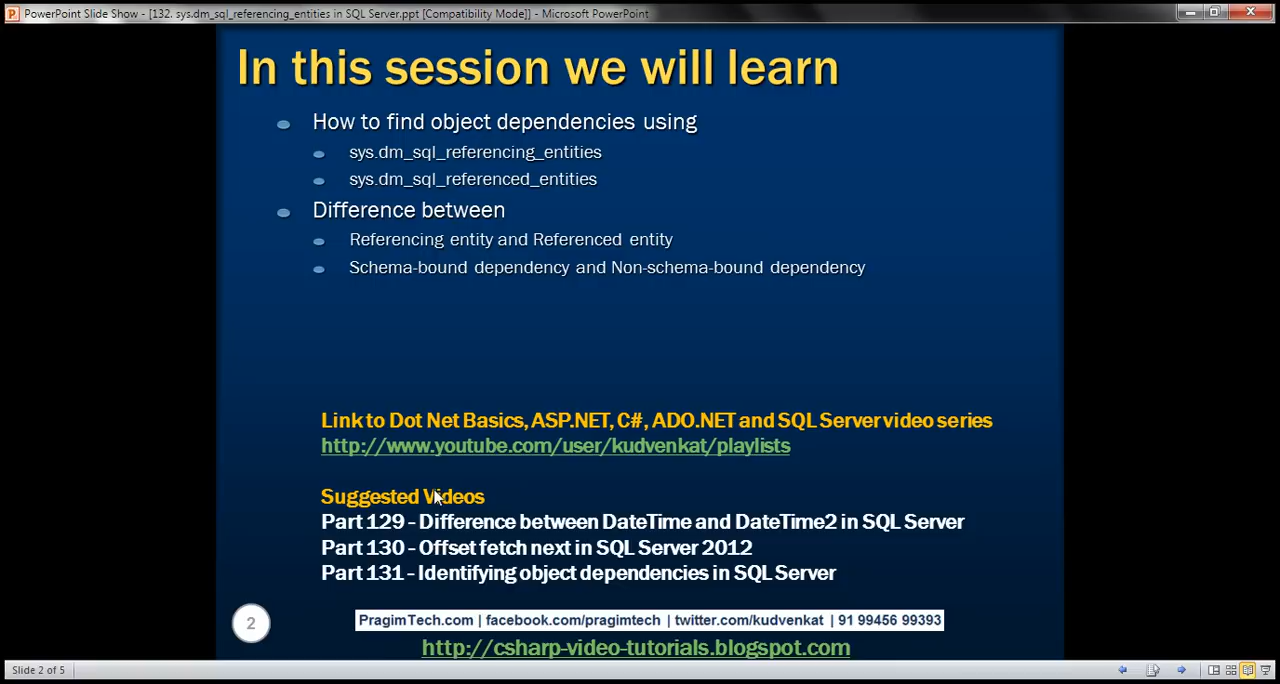 PowerPoint Slide Show - [132. sys.dm_sql_referencing_entities in SQL Server.ppt [Compatibility Mode]] - Microsoft PowerPoint
In this session we will learn
How to find object dependencies using
sys.dm_sql_referencing_entities
sys.dm_sql_referenced_entities
Difference between
Referencing entity and Referenced entity
Schema-bound dependency and Non-schema-bound dependency
Link to Dot Net Basics, ASP.NET, C#, ADO.NET and SQL Server video series
http://www.youtube.com/user/kudvenkat/playlists
Suggested Videos
Part 129 - Difference between DateTime and DateTime2 in SQL Server
Part 130 - Offset fetch next in SQL Server 2012
Part 131 - Identifying object dependencies in SQL Server
2
PragimTech.com | facebook.com/pragimtech | twitter.com/kudvenkat | 91 99456 99393
http://csharp-video-tutorials.blogspot.com
Slide 2 of 5